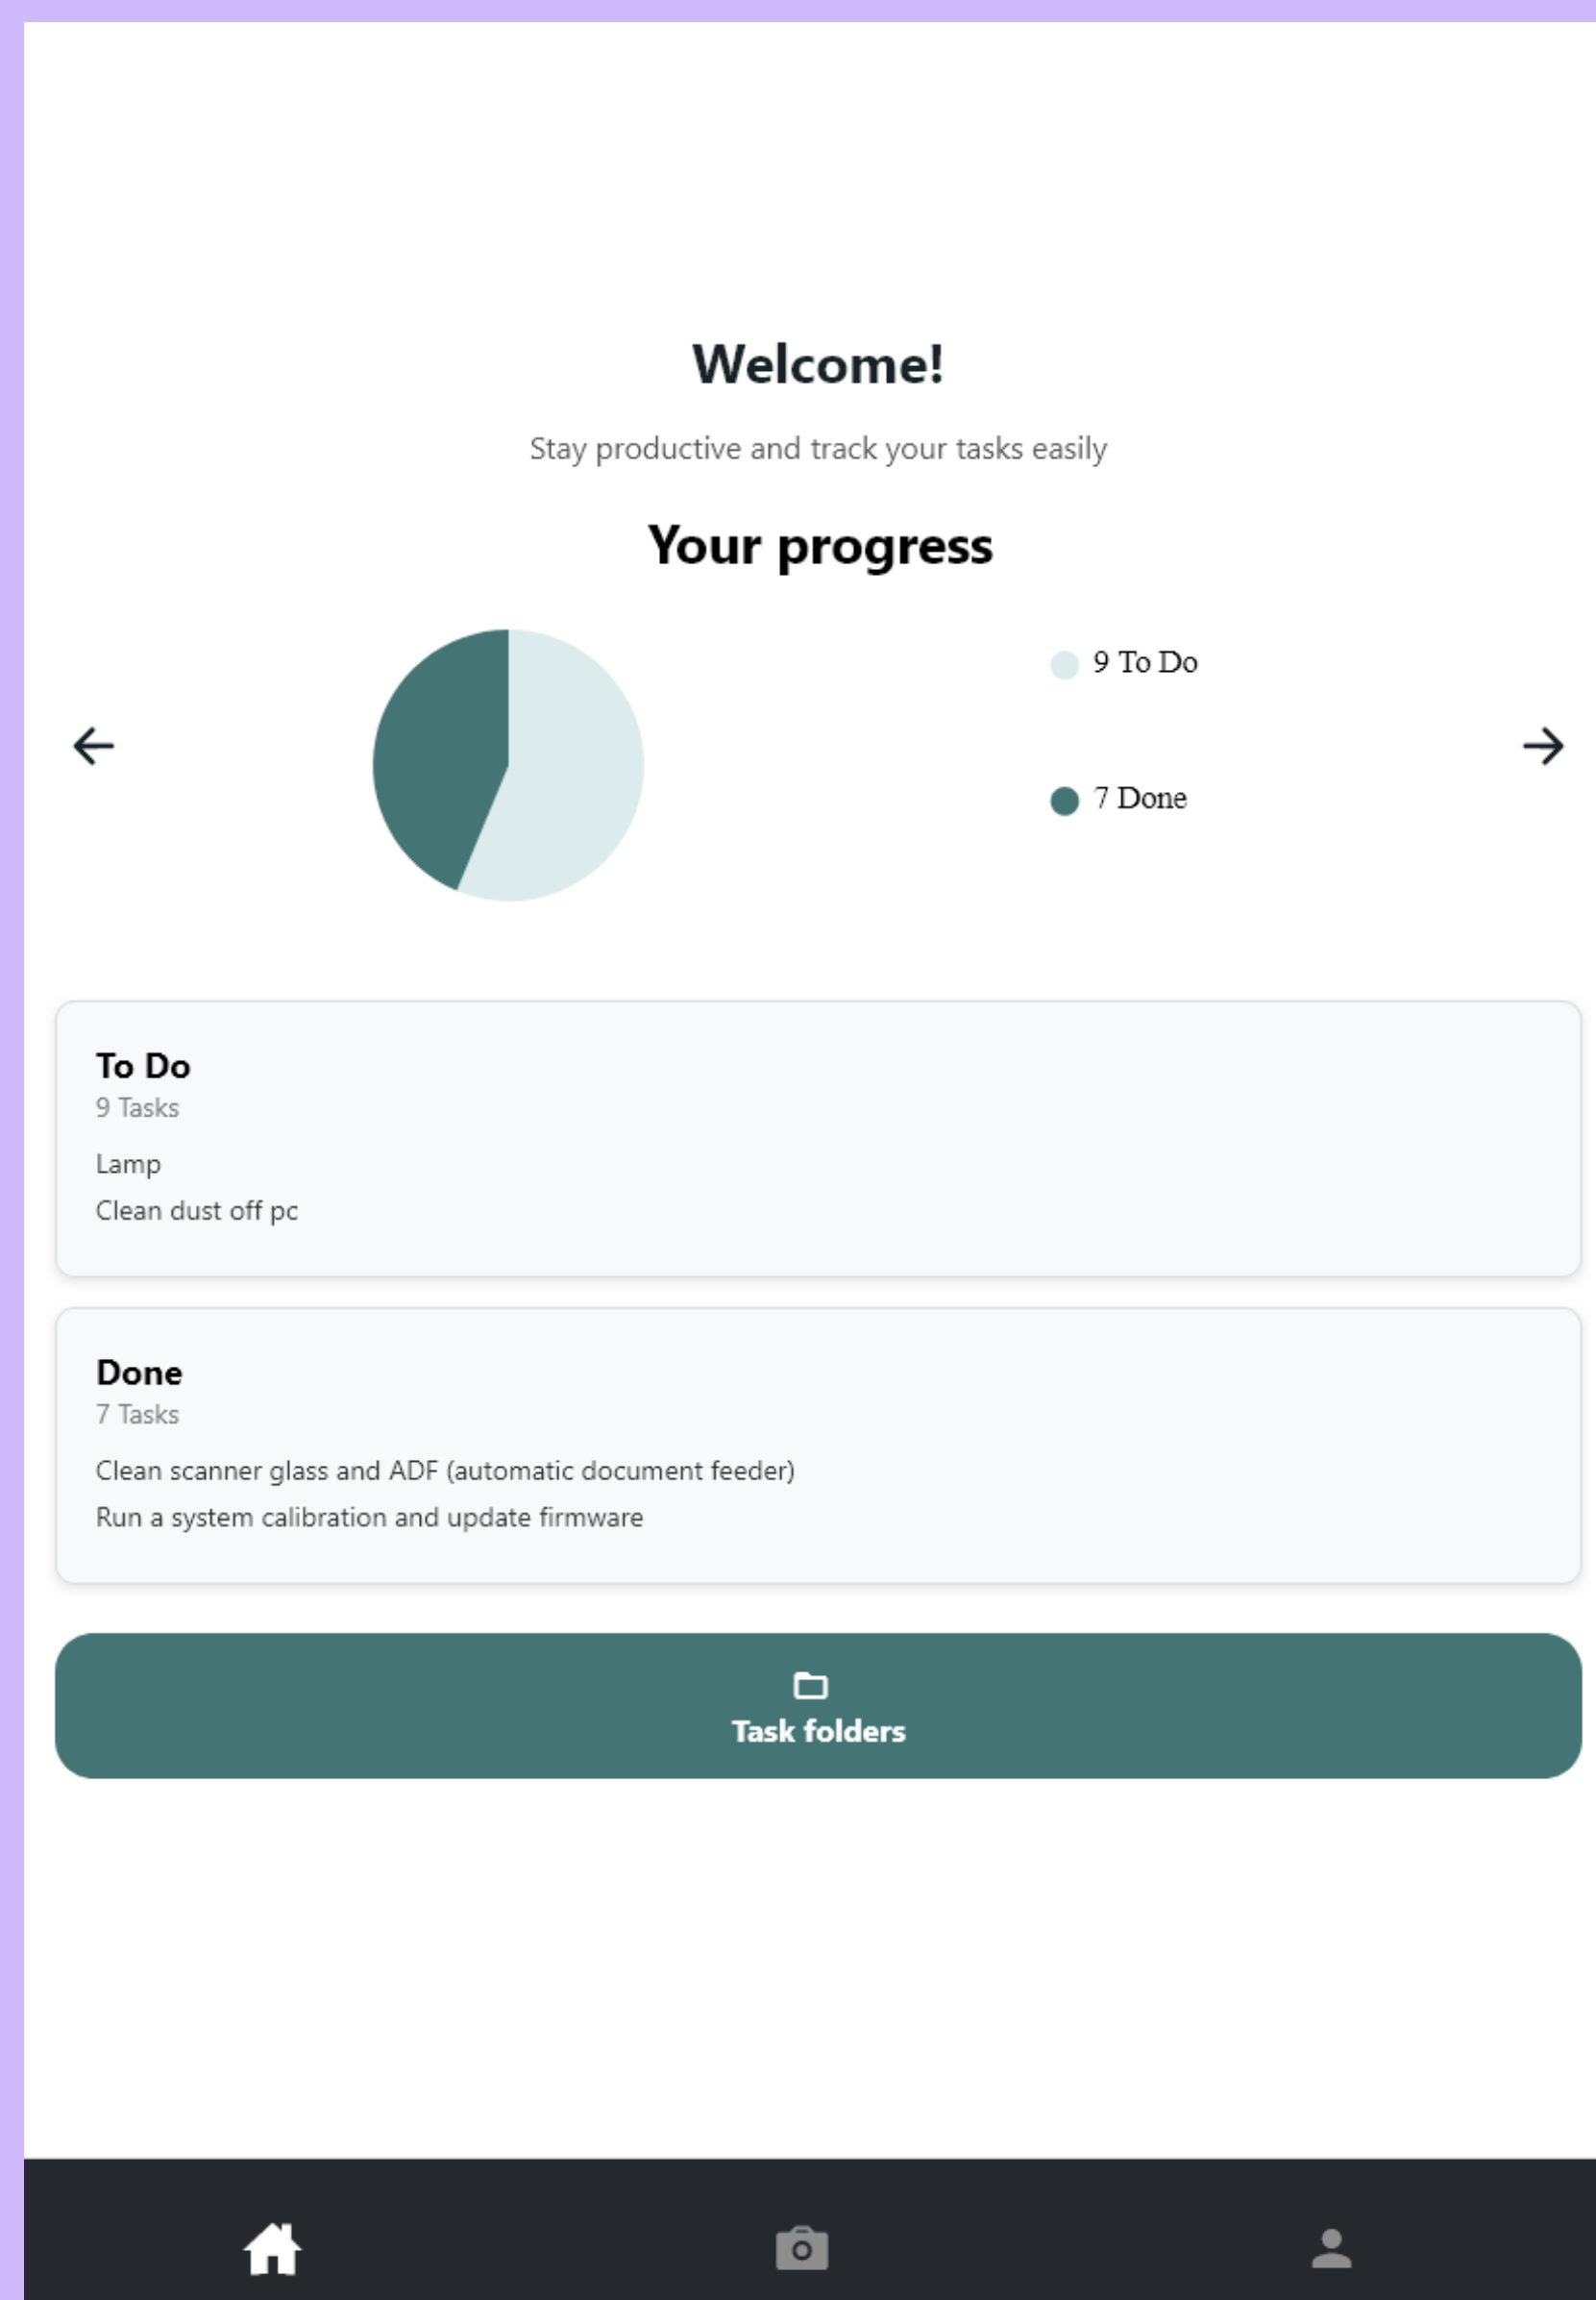 Welcome!
Stay productive and track your tasks easily
Your progress
9 To Do
7 Done
To Do
9 Tasks
Lamp
Clean dust off pc
Done
7 Tasks
Clean scanner glass and ADF (automatic document feeder)
Run a system calibration and update firmware
Task folders